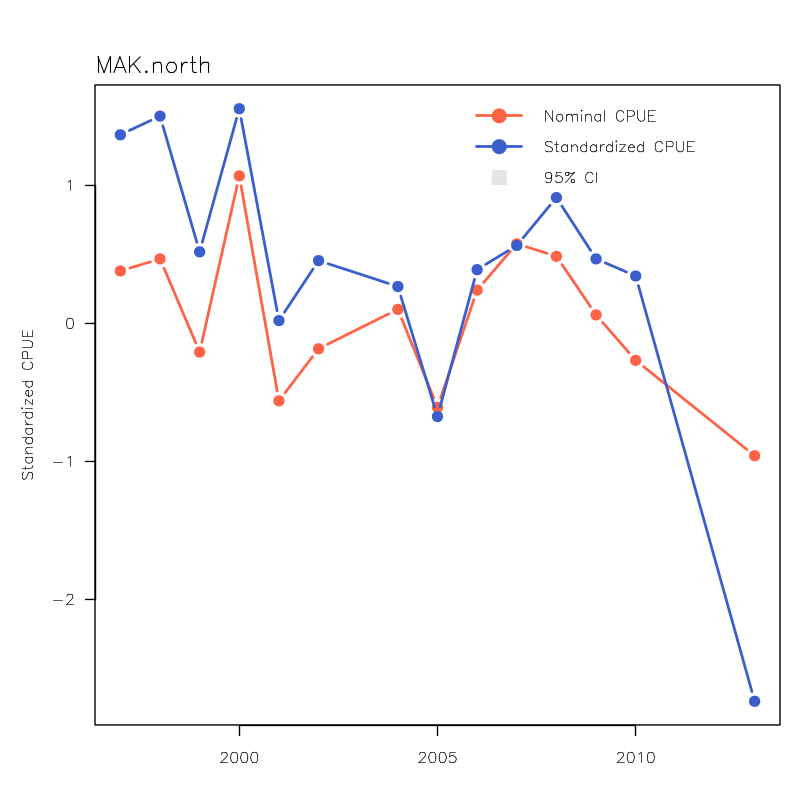 MAK.north
Nominal CPUE
Standardized CPUE
95% CI
1
0
-1
-2
Standardized CPUE
2000
2005
2010